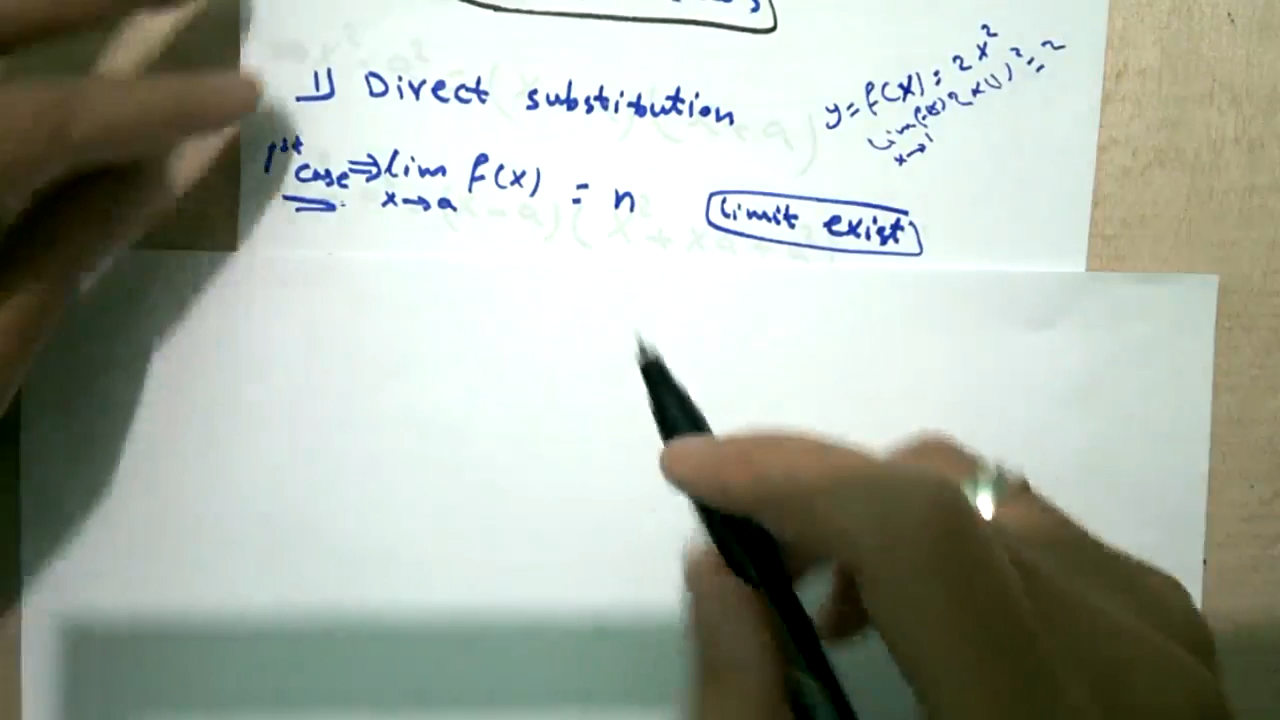 1) Direct substitution
y = f(x) = 2x²
lim f(x) 2×(1)² = 2
x→1
1st case ⇒ lim f(x) = n
x→a
limit exist